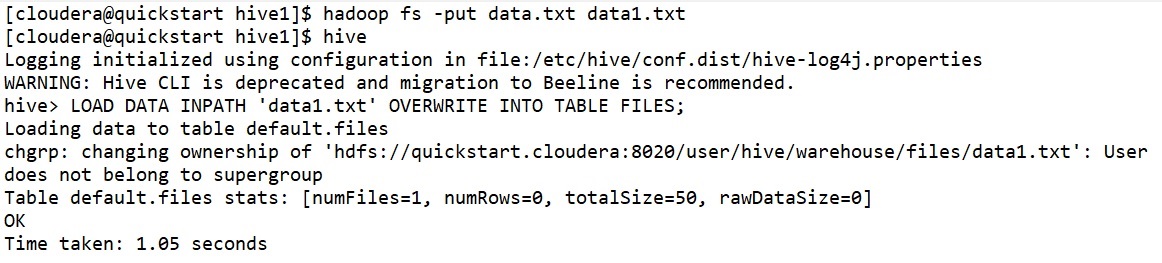 [cloudera@quickstart hive1]$ hadoop fs -put data.txt data1.txt
[cloudera@quickstart hive1]$ hive
Logging initialized using configuration in file:/etc/hive/conf.dist/hive-log4j.properties
WARNING: Hive CLI is deprecated and migration to Beeline is recommended.
hive> LOAD DATA INPATH 'data1.txt' OVERWRITE INTO TABLE FILES;
Loading data to table default.files
chgrp: changing ownership of 'hdfs://quickstart.cloudera:8020/user/hive/warehouse/files/data1.txt': User
does not belong to supergroup
Table default.files stats: [numFiles=1, numRows=0, totalSize=50, rawDataSize=0]
OK
Time taken: 1.05 seconds